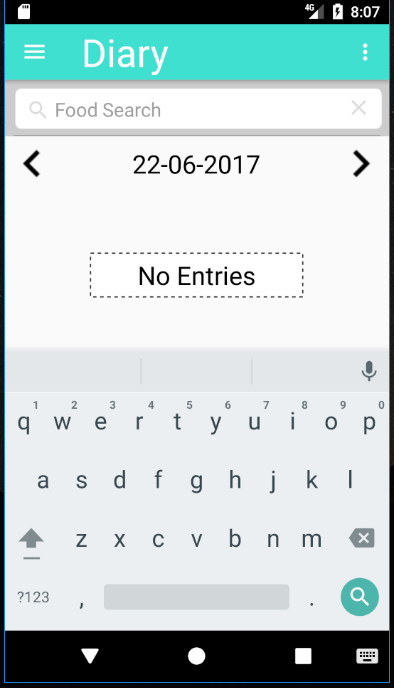 4G 8:07
Diary
Food Search
22-06-2017
No Entries
1 2 3 4 5 6 7 8 9 0
q w e r t y u i o p
a s d f g h j k l
z x c v b n m
?123 , .